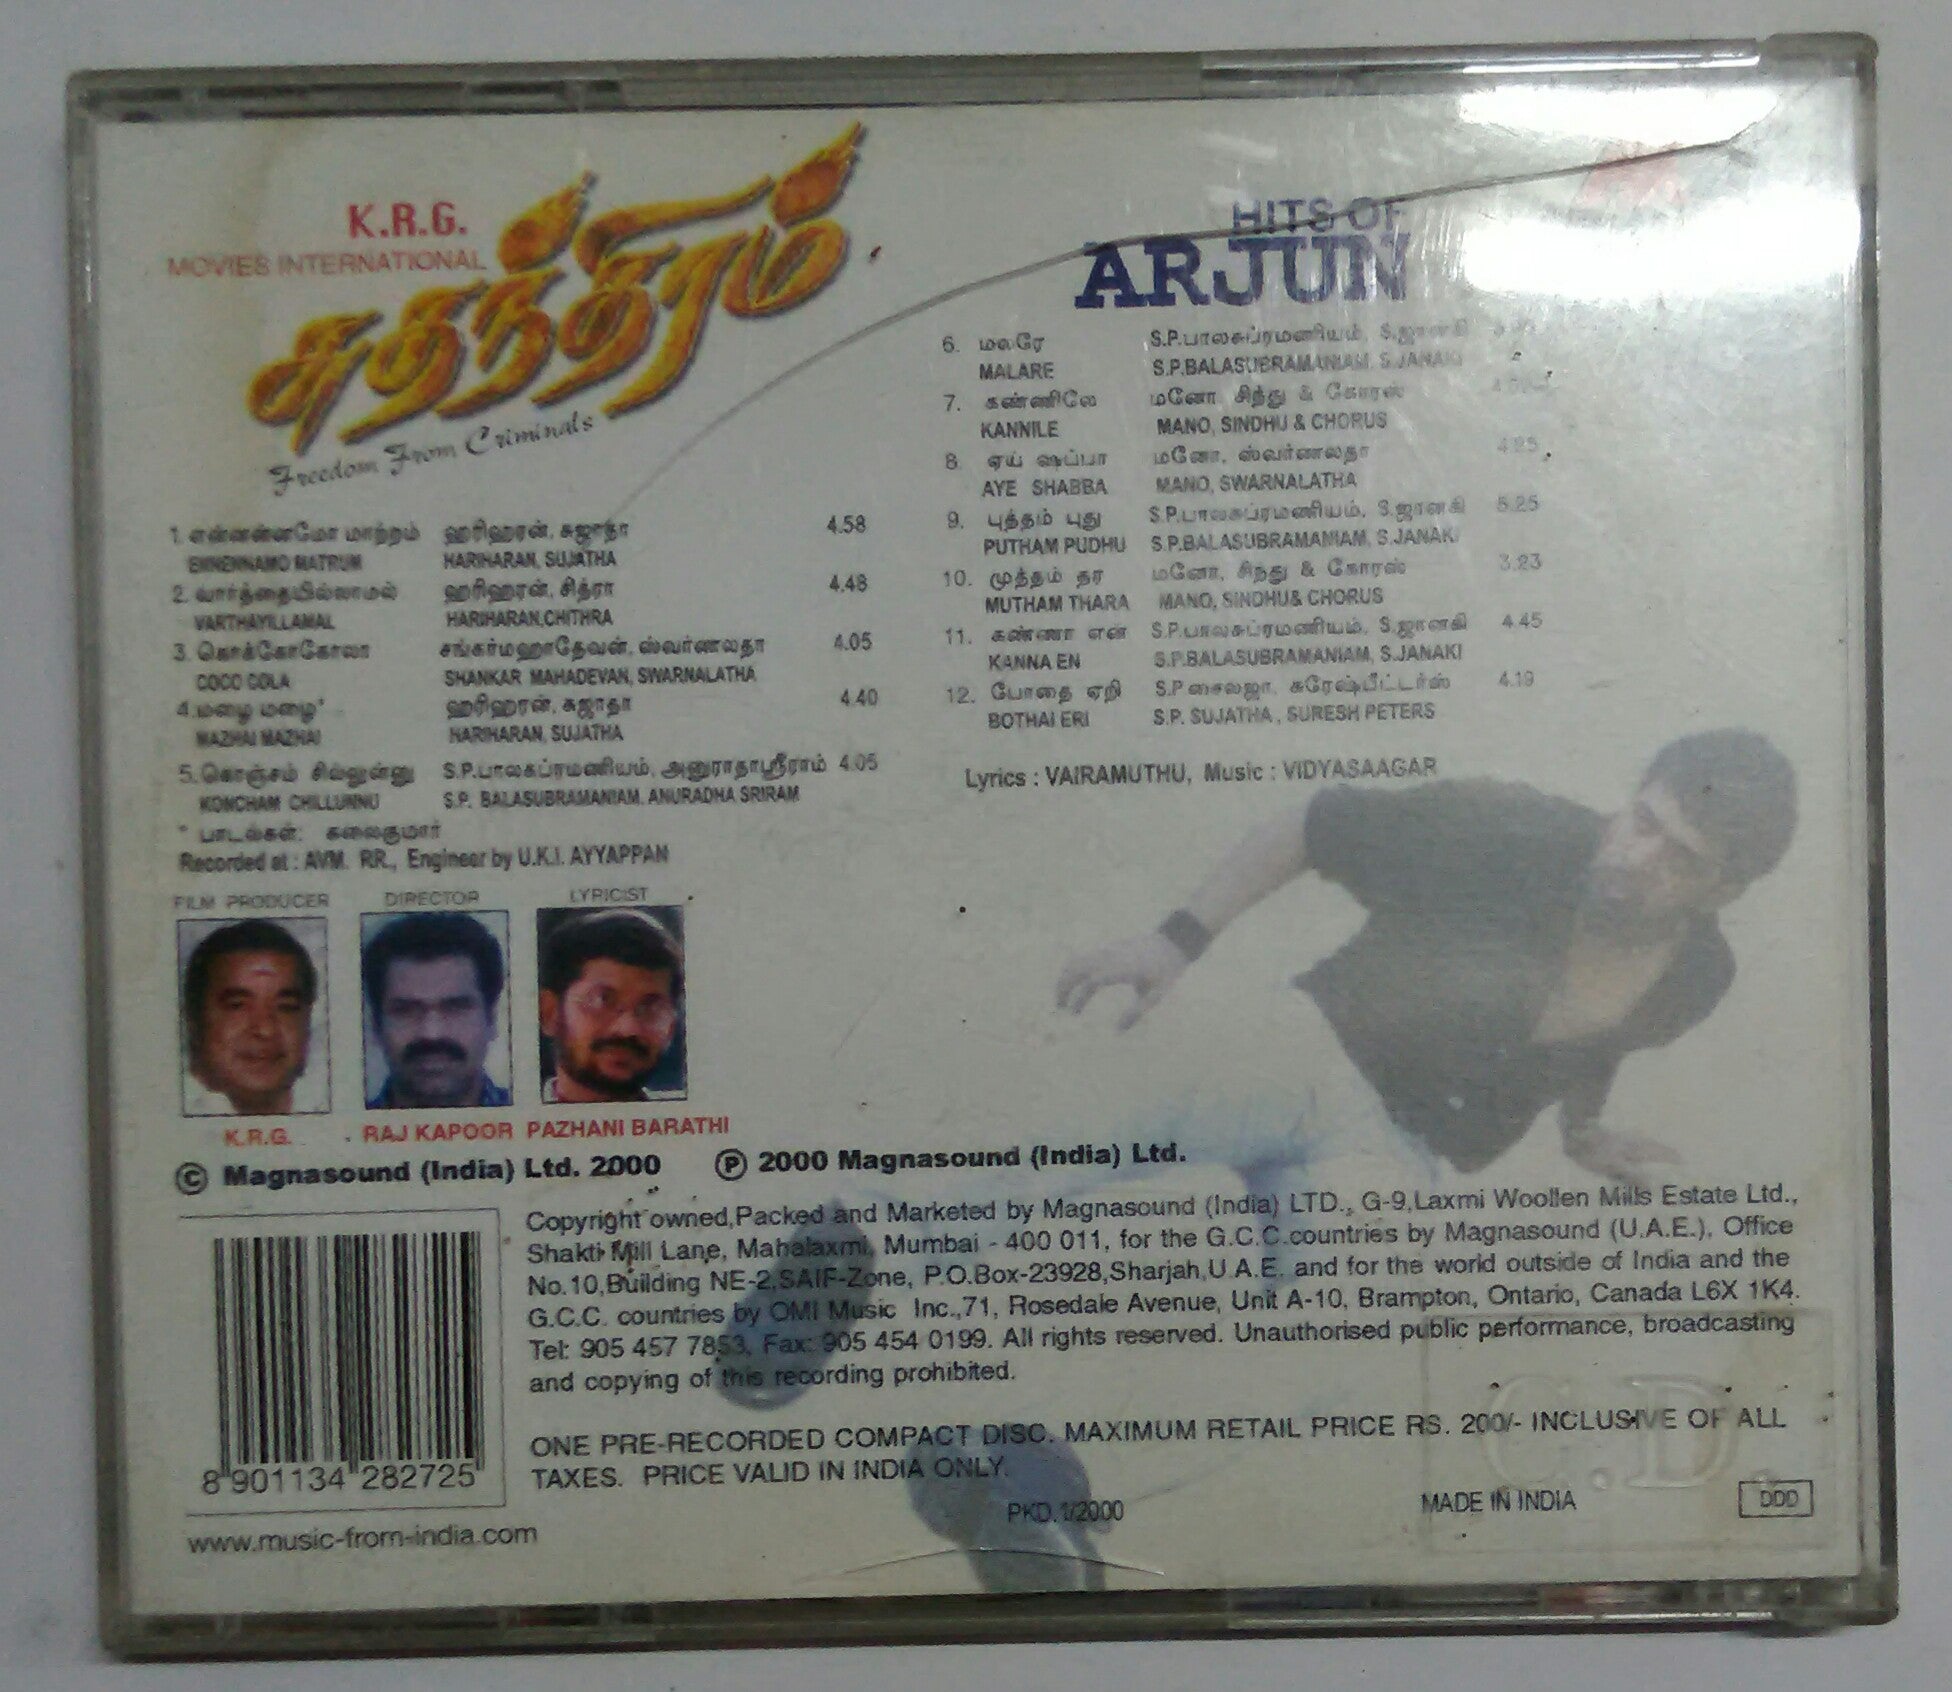 K.R.G.
MOVIES INTERNATIONAL
சுதந்திரம்
Freedom From Criminals
1. என்னன்னமோ மாற்றம் ஹரிஹரன், சுஜாதா 4.58
ENNENNAMO MATRUM HARIHARAN, SUJATHA
2. வார்த்தையில்லாமல் ஹரிஹரன், சித்ரா 4.48
VARTHAYILLAMAL HARIHARAN,CHITHRA
3. கொக்கோகோலா சங்கர்மஹாதேவன், ஸ்வர்ணலதா 4.05
COCO COLA SHANKAR MAHADEVAN, SWARNALATHA
4. மழை மழை* ஹரிஹரன், சுஜாதா 4.40
MAZHAI MAZHAI HARIHARAN, SUJATHA
5. கொஞ்சம் சில்லுன்னு S.P.பாலசுப்ரமணியம், அனுராதாஸ்ரீராம் 4.05
KONCHAM CHILLUNNU S.P. BALASUBRAMANIAM, ANURADHA SRIRAM
* பாடல்கள்: கலைகுமார்
Recorded at : AVM. RR., Engineer by U.K.I. AYYAPPAN
FILM PRODUCER DIRECTOR LYRICIST
K.R.G. RAJ KAPOOR PAZHANI BARATHI
HITS OF
ARJUN
6. மலரே S.P.பாலசுப்ரமணியம், S.ஜானகி
MALARE S.P.BALASUBRAMANIAM, S.JANAKI
7. கண்ணிலே மனோ, சிந்து & கோரஸ்
KANNILE MANO, SINDHU & CHORUS
8. ஏய் ஷப்பா மனோ, ஸ்வர்ணலதா 4.25
AYE SHABBA MANO, SWARNALATHA
9. புத்தம் புது S.P.பாலசுப்ரமணியம், S.ஜானகி 5.25
PUTHAM PUDHU S.P.BALASUBRAMANIAM, S.JANAKI
10. முத்தம் தர மனோ, சிந்து & கோரஸ் 3.23
MUTHAM THARA MANO, SINDHU& CHORUS
11. கண்ணா என் S.P.பாலசுப்ரமணியம், S.ஜானகி 4.45
KANNA EN S.P.BALASUBRAMANIAM, S.JANAKI
12. போதை ஏறி S.P சைலஜா, சுரேஷ்பீட்டர்ஸ் 4.19
BOTHAI ERI S.P. SUJATHA , SURESH PETERS
Lyrics : VAIRAMUTHU, Music : VIDYASAAGAR
© Magnasound (India) Ltd. 2000 ℗ 2000 Magnasound (India) Ltd.
Copyright owned,Packed and Marketed by Magnasound (India) LTD., G-9,Laxmi Woollen Mills Estate Ltd.,
Shakti Mill Lane, Mahalaxmi, Mumbai - 400 011, for the G.C.C.countries by Magnasound (U.A.E.), Office
No.10,Building NE-2,SAIF-Zone, P.O.Box-23928,Sharjah,U.A.E. and for the world outside of India and the
G.C.C. countries by OMI Music Inc.,71, Rosedale Avenue, Unit A-10, Brampton, Ontario, Canada L6X 1K4.
Tel: 905 457 7853, Fax: 905 454 0199. All rights reserved. Unauthorised public performance, broadcasting
and copying of this recording prohibited.
ONE PRE-RECORDED COMPACT DISC. MAXIMUM RETAIL PRICE RS. 200/- INCLUSIVE OF ALL
TAXES. PRICE VALID IN INDIA ONLY.
PKD.1/2000 MADE IN INDIA DDD
C.D.
8 901134 282725
www.music-from-india.com